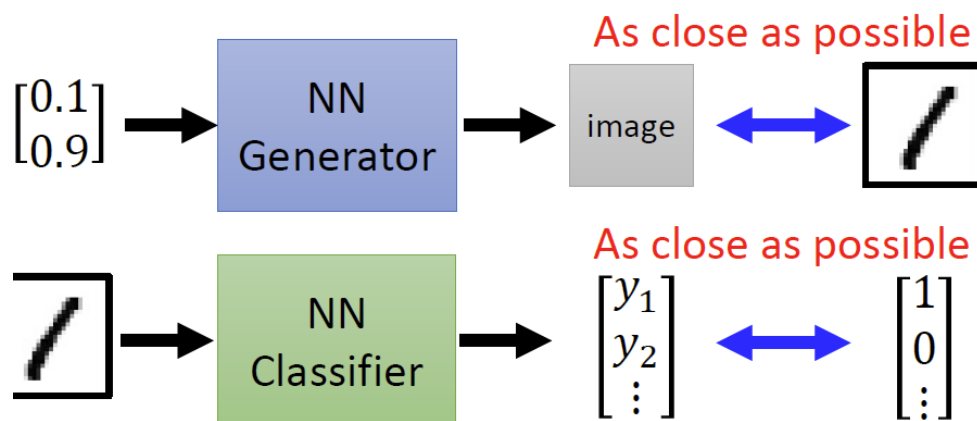 As close as possible
[0.1
0.9]
NN
Generator
image
As close as possible
NN
Classifier
[y₁
y₂
⋮]
[1
0
⋮]